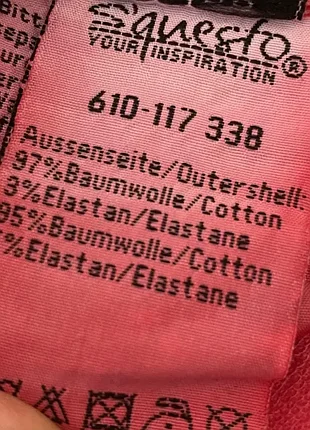 Bitt
S'questo®
YOUR INSPIRATION
610-117 338
Aussenseite/Outershell-
97%Baumwolle/Cotton
3%Elastan/Elastane
95%Baumwolle/Cotton
%Elastan/Elastane